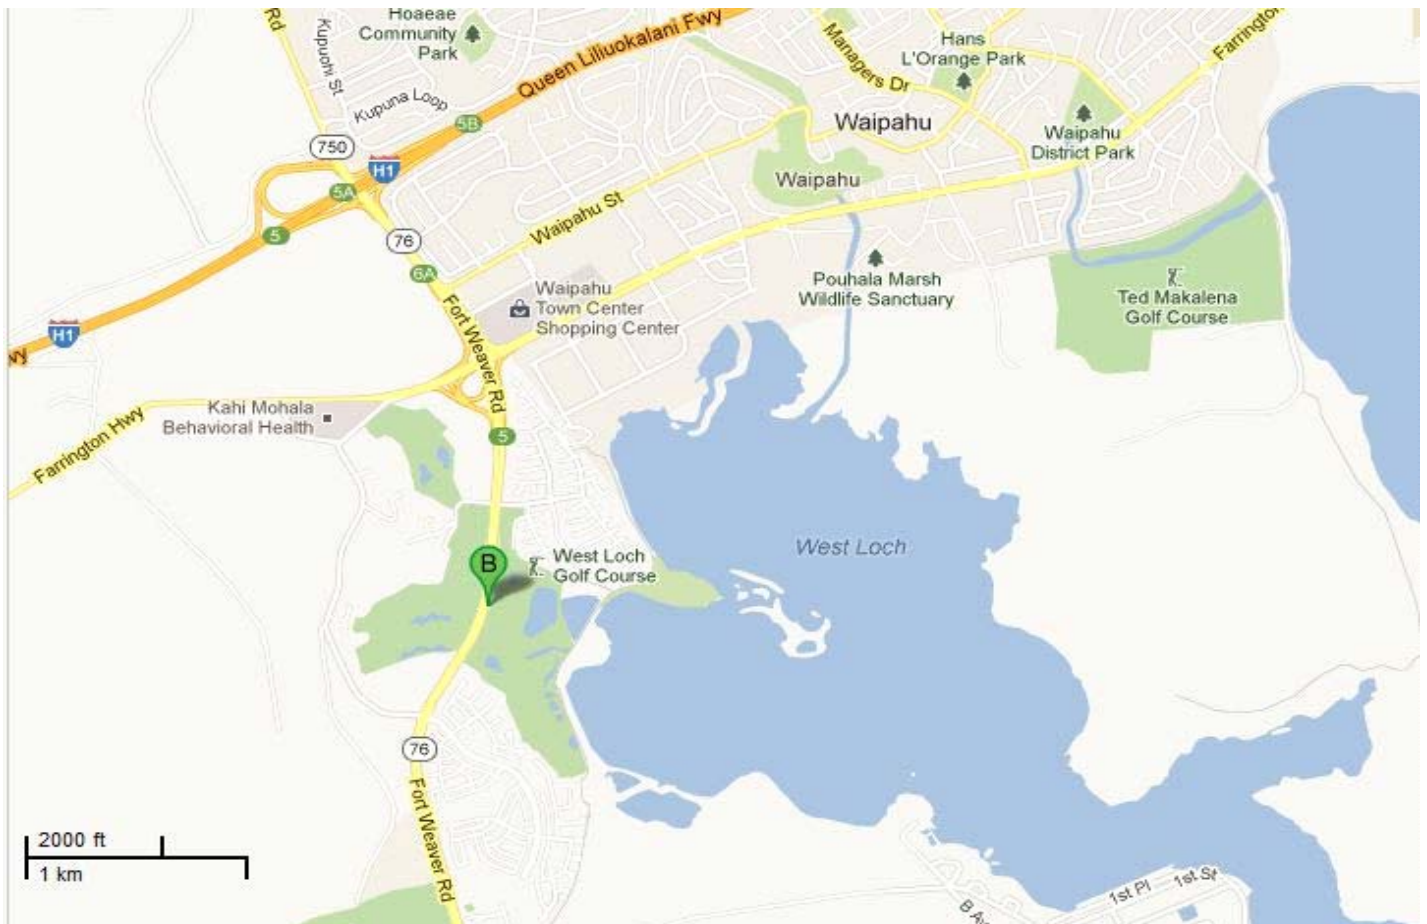 Hoaeae
Community
Park
Rd
Kupuohi St
Kupuna Loop
Queen Liliuokalani Fwy
Managers Dr
Hans
L'Orange Park
Farrington
5B
750
H1
5A
Waipahu
Waipahu
District Park
Waipahu
5
76
Waipahu St
6A
Pouhala Marsh
Wildlife Sanctuary
Ted Makalena
Golf Course
Waipahu
Town Center
Shopping Center
H1
wy
Fort Weaver Rd
Kahi Mohala
Behavioral Health
Farrington Hwy
5
B
West Loch
Golf Course
West Loch
76
Fort Weaver Rd
2000 ft
1 km
1st Pl
1st St
B